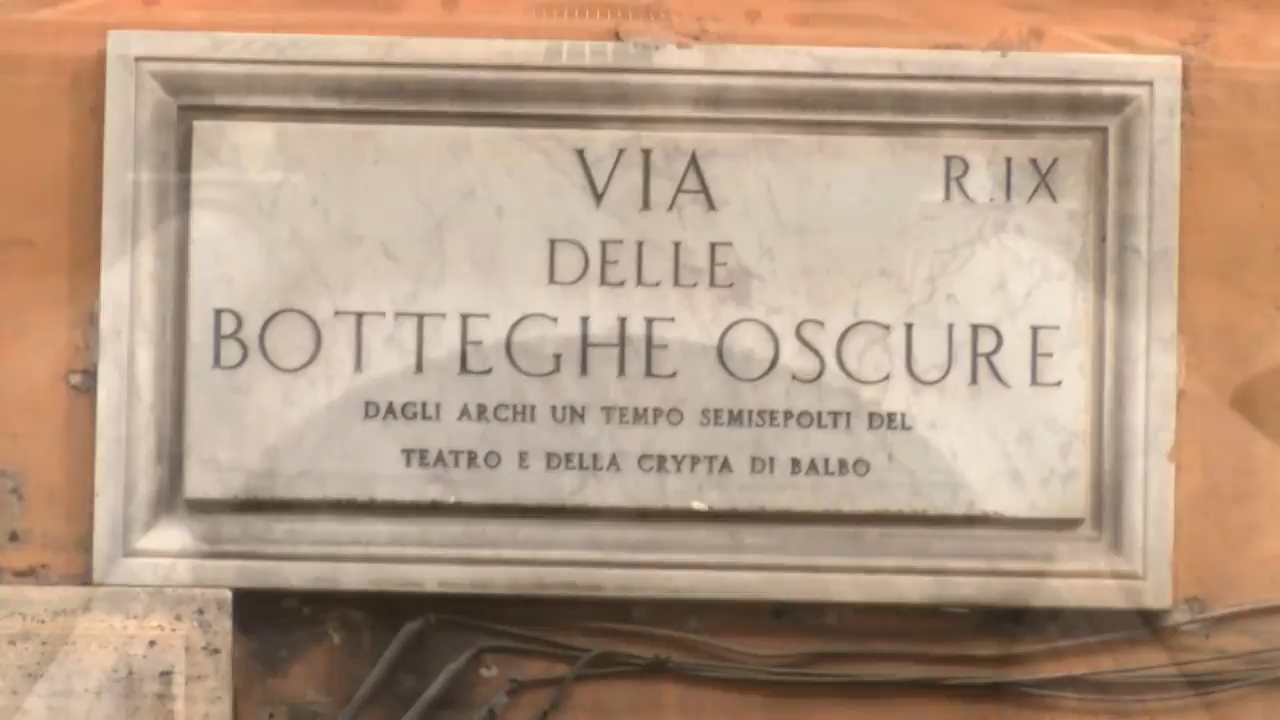 VIA
R.IX
DELLE
BOTTEGHE OSCURE
DAGLI ARCHI UN TEMPO SEMISEPOLTI DEL
TEATRO E DELLA CRYPTA DI BALBO